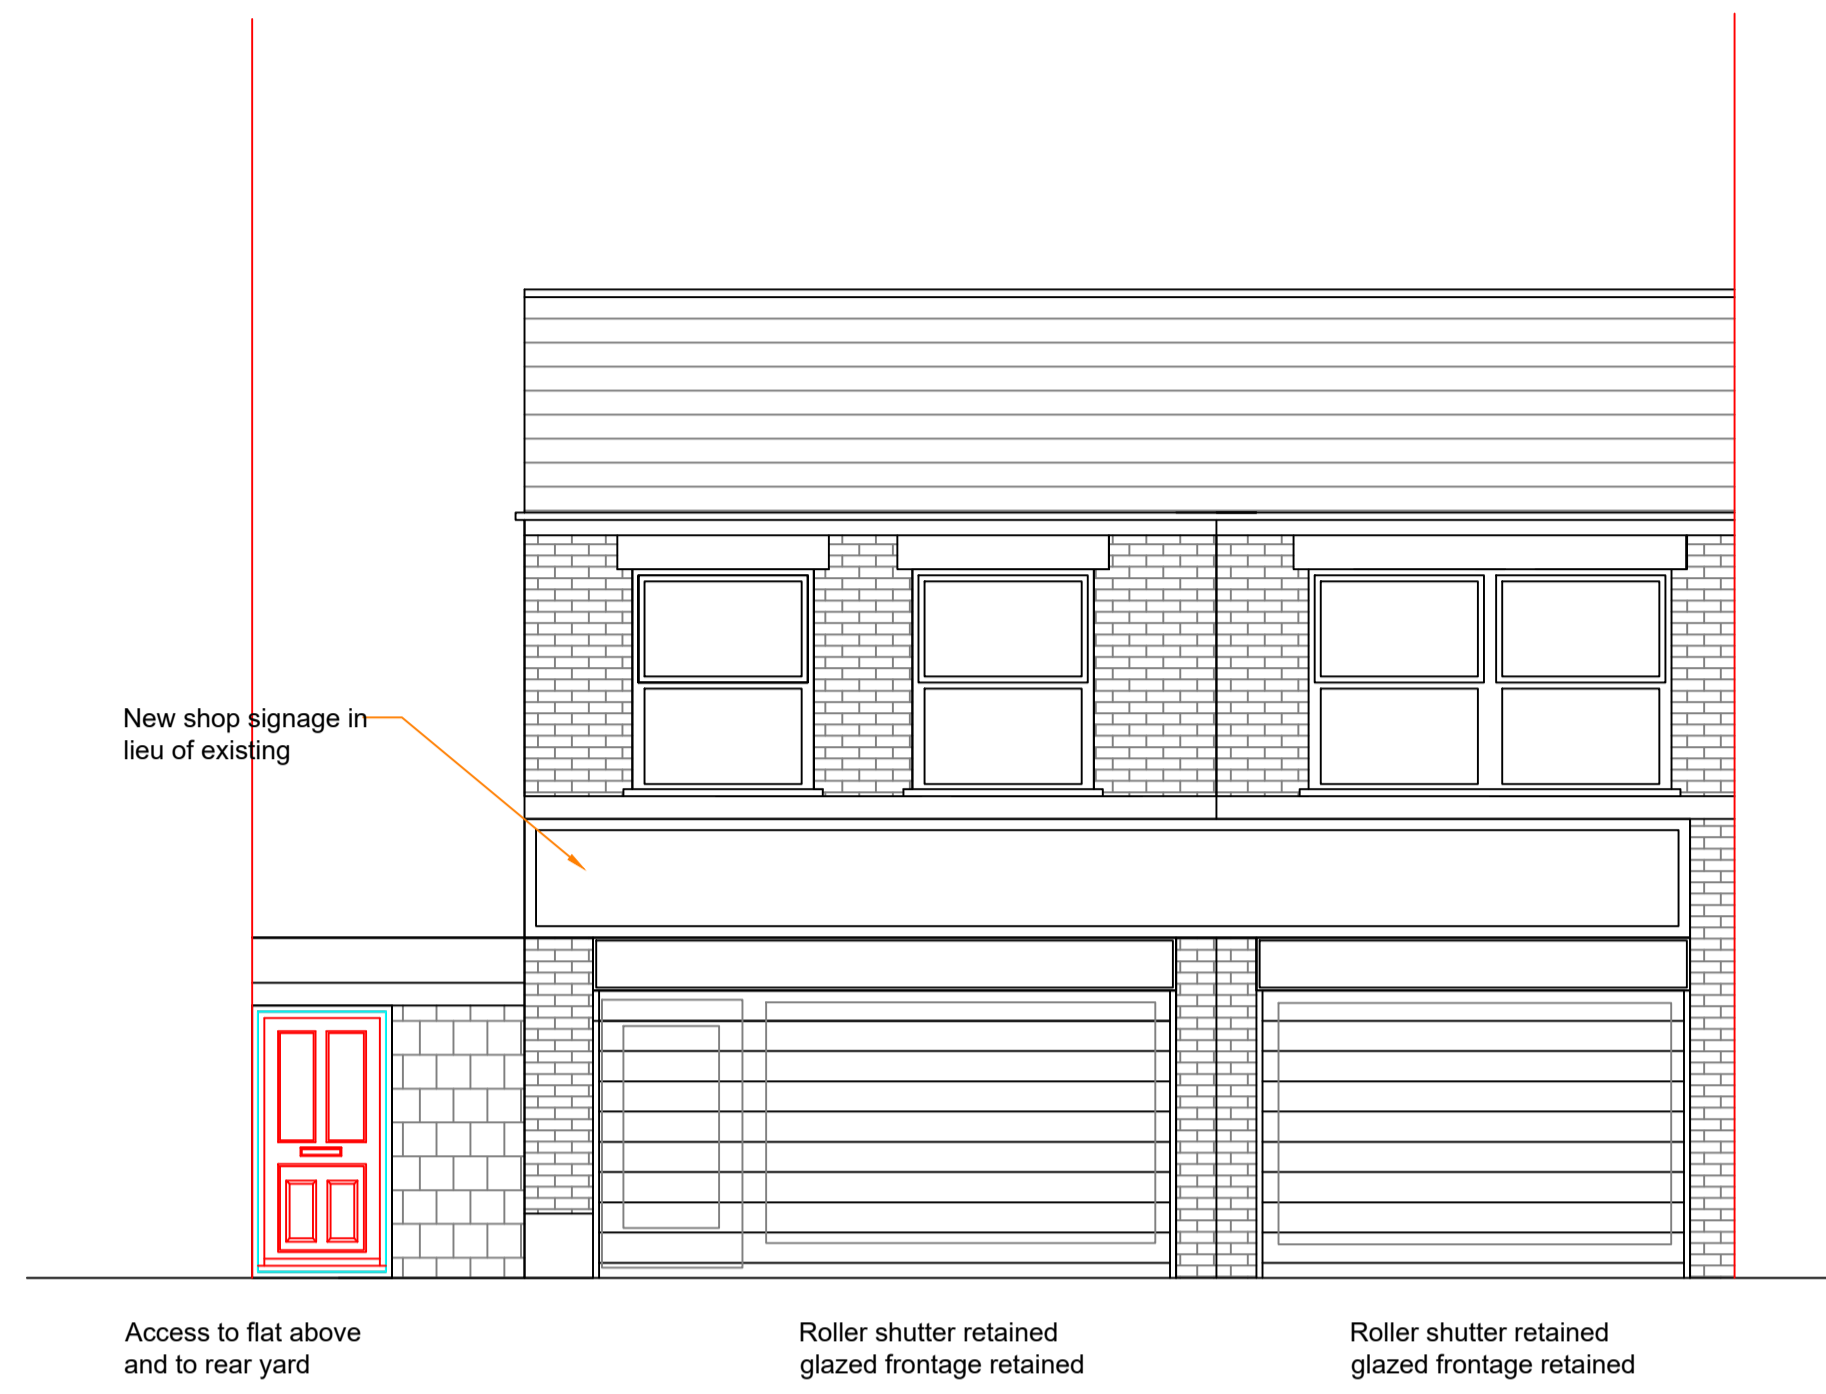 New shop signage in
lieu of existing
Access to flat above
and to rear yard
Roller shutter retained
glazed frontage retained
Roller shutter retained
glazed frontage retained